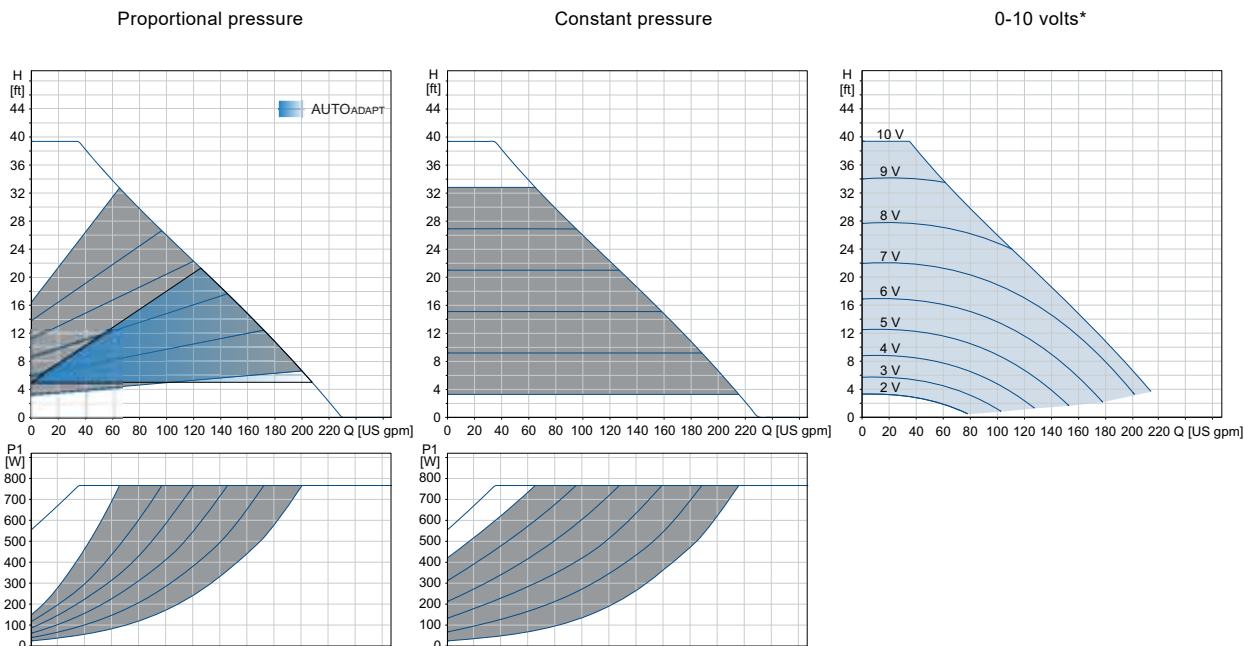 Proportional pressure
Constant pressure
0-10 volts*
H
[ft]
44
40
36
32
28
24
20
16
12
8
4
0
AUTOADAPT
0 20 40 60 80 100 120 140 160 180 200 220 Q [US gpm]
P1
[W]
800
700
600
500
400
300
200
100
0
H
[ft]
44
40
36
32
28
24
20
16
12
8
4
0
0 20 40 60 80 100 120 140 160 180 200 220 Q [US gpm]
P1
[W]
800
700
600
500
400
300
200
100
0
H
[ft]
44
40
36
32
28
24
20
16
12
8
4
0
10 V
9 V
8 V
7 V
6 V
5 V
4 V
3 V
2 V
0 20 40 60 80 100 120 140 160 180 200 220 Q [US gpm]